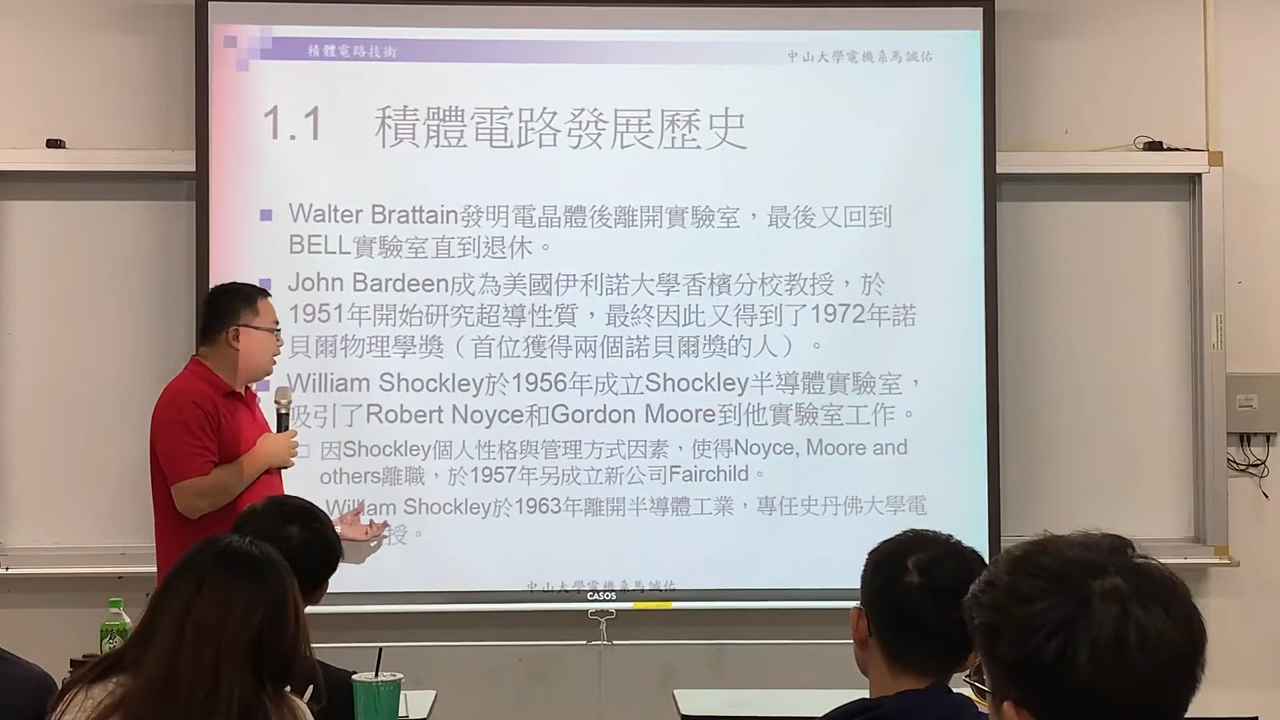 積體電路技術
中山大學電機系馬誠佑
1.1 積體電路發展歷史
Walter Brattain發明電晶體後離開實驗室，最後又回到
BELL實驗室直到退休。
John Bardeen成為美國伊利諾大學香檳分校教授，於
1951年開始研究超導性質，最終因此又得到了1972年諾
貝爾物理學獎（首位獲得兩個諾貝爾獎的人）。
William Shockley於1956年成立Shockley半導體實驗室，
吸引了Robert Noyce和Gordon Moore到他實驗室工作。
因Shockley個人性格與管理方式因素，使得Noyce, Moore and
others離職，於1957年另成立新公司Fairchild。
William Shockley於1963年離開半導體工業，專任史丹佛大學電
授。
中山大學電機系馬誠佑
CASOS